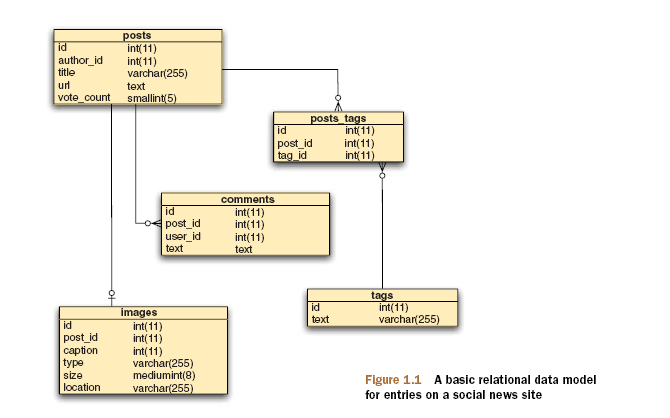 posts
id int(11)
author_id int(11)
title varchar(255)
url text
vote_count smallint(5)
posts_tags
id int(11)
post_id int(11)
tag_id int(11)
comments
id int(11)
post_id int(11)
user_id int(11)
text text
tags
id int(11)
text varchar(255)
images
id int(11)
post_id int(11)
caption int(11)
type varchar(255)
size mediumint(8)
location varchar(255)
Figure 1.1 A basic relational data model
for entries on a social news site